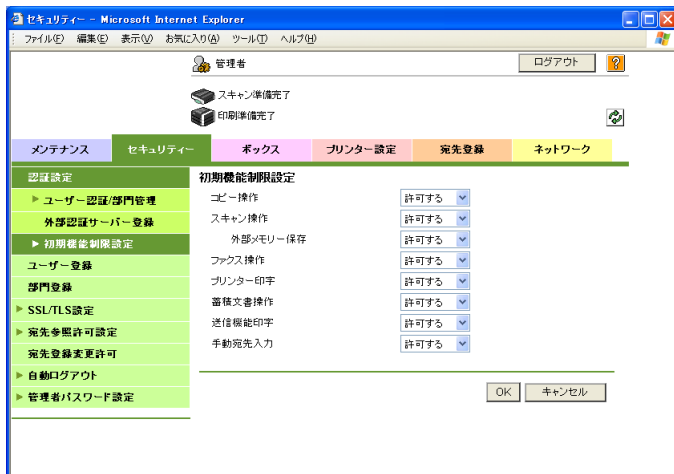 セキュリティー - Microsoft Internet Explorer
ファイル(F) 編集(E) 表示(V) お気に入り(A) ツール(T) ヘルプ(H)
管理者 ログアウト ?
スキャン準備完了
印刷準備完了
メンテナンス セキュリティー ボックス プリンター設定 宛先登録 ネットワーク
認証設定
ユーザー認証/部門管理
外部認証サーバー登録
初期機能制限設定
ユーザー登録
部門登録
SSL/TLS設定
宛先参照許可設定
宛先登録変更許可
自動ログアウト
管理者パスワード設定
初期機能制限設定
コピー操作 許可する
スキャン操作 許可する
外部メモリー保存 許可する
ファクス操作 許可する
プリンター印字 許可する
蓄積文書操作 許可する
送信機能印字 許可する
手動宛先入力 許可する
OK キャンセル